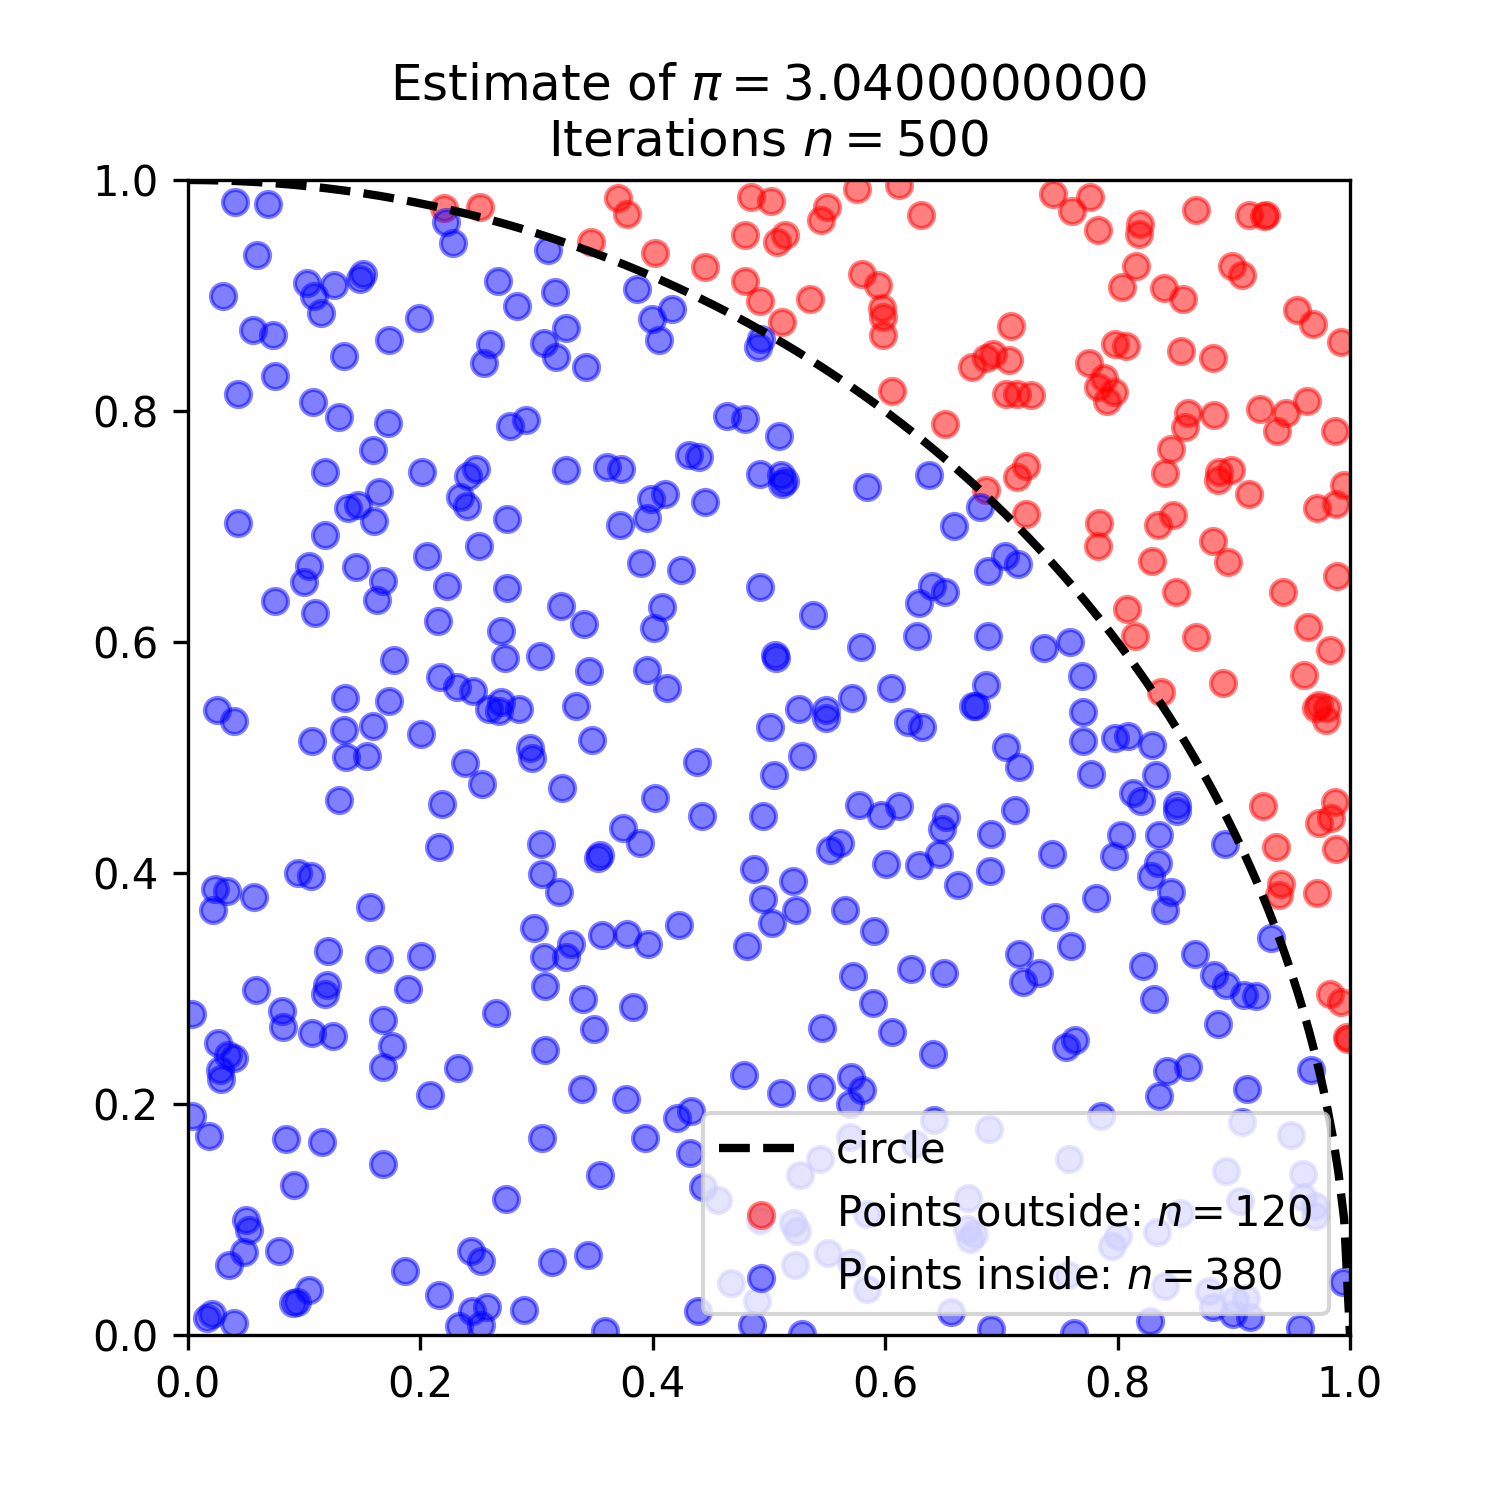 Estimate of π = 3.0400000000
Iterations n = 500
1.0
0.8
0.6
0.4
0.2
0.0
circle
Points outside: n = 120
Points inside: n = 380
0.0 0.2 0.4 0.6 0.8 1.0